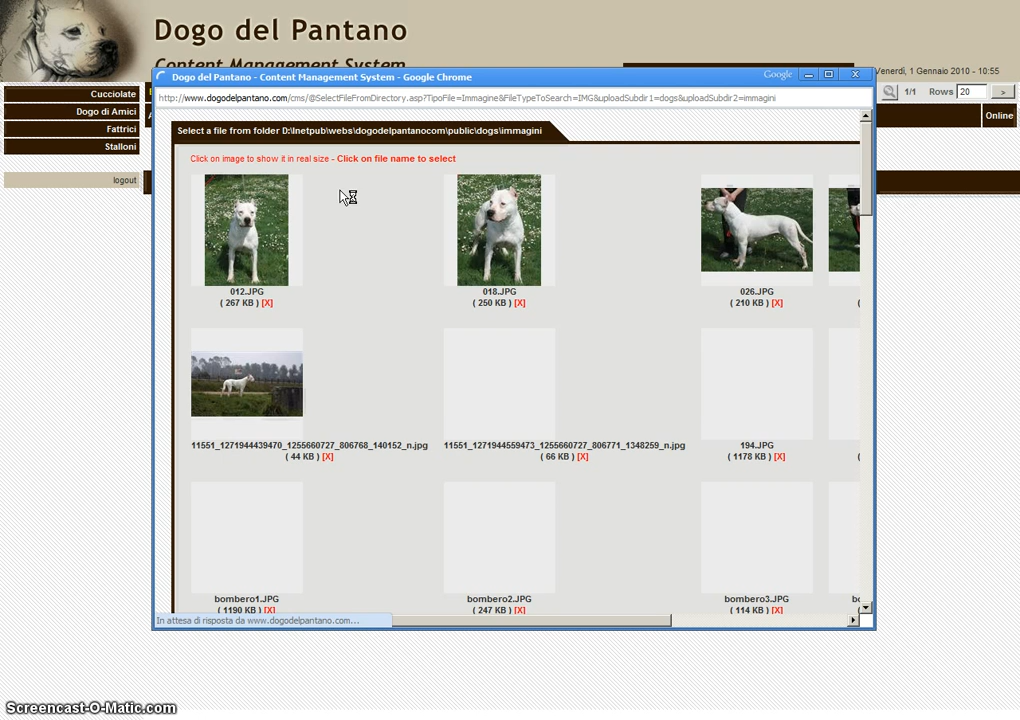 Dogo del Pantano
Content Management System
Venerdì, 1 Gennaio 2010 - 10:55
Dogo del Pantano - Content Management System - Google Chrome
Google
http://www.dogodelpantano.com/cms/@SelectFileFromDirectory.asp?TipoFile=Immagine&FileTypeToSearch=IMG&uploadSubdir1=dogs&uploadSubdir2=immagini
1/1 Rows 20 >
Cucciolate
Dogo di Amici
Fattrici
Stalloni
logout
Online
Select a file from folder D:\Inetpub\webs\dogodelpantanocom\public\dogs\immagini
Click on image to show it in real size - Click on file name to select
012.JPG
( 267 KB ) [X]
018.JPG
( 250 KB ) [X]
026.JPG
( 210 KB ) [X]
11551_1271944439470_1255660727_806768_140152_n.jpg
( 44 KB ) [X]
11551_1271944559473_1255660727_806771_1348259_n.jpg
( 66 KB ) [X]
194.JPG
( 1178 KB ) [X]
bombero1.JPG
( 1190 KB ) [X]
bombero2.JPG
( 247 KB ) [X]
bombero3.JPG
( 114 KB ) [X]
In attesa di risposta da www.dogodelpantano.com...
Screencast-O-Matic.com